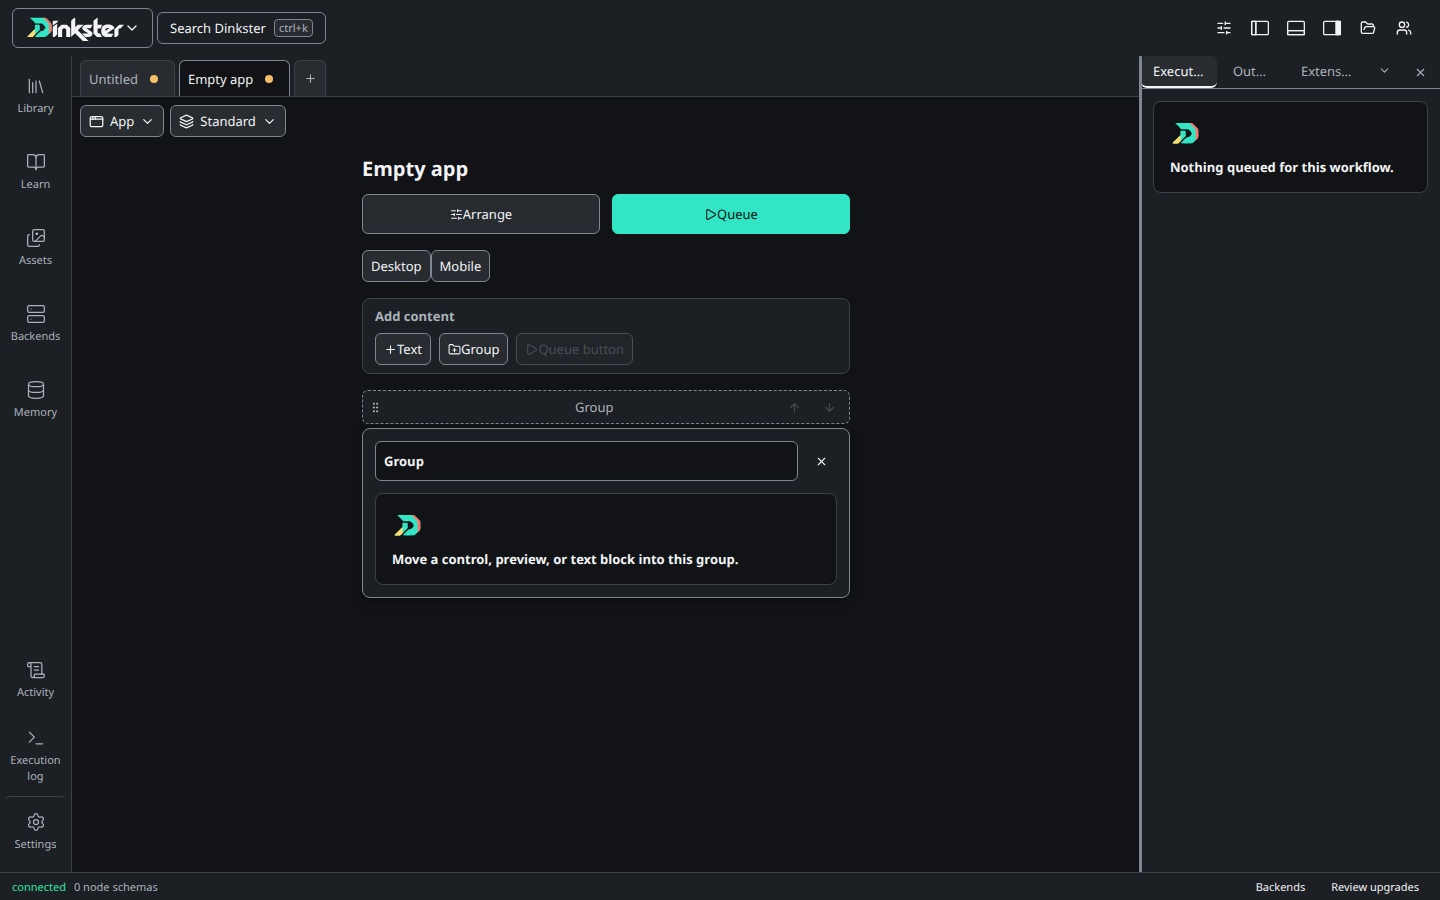 Dinkster
Search Dinkster ctrl+k
Library
Learn
Assets
Backends
Memory
Activity
Execution
log
Settings
Untitled
Empty app
App
Standard
Empty app
Arrange
Queue
Desktop
Mobile
Add content
Text
Group
Queue button
Group
Group
Move a control, preview, or text block into this group.
Execut...
Out...
Extens...
Nothing queued for this workflow.
connected
0 node schemas
Backends
Review upgrades